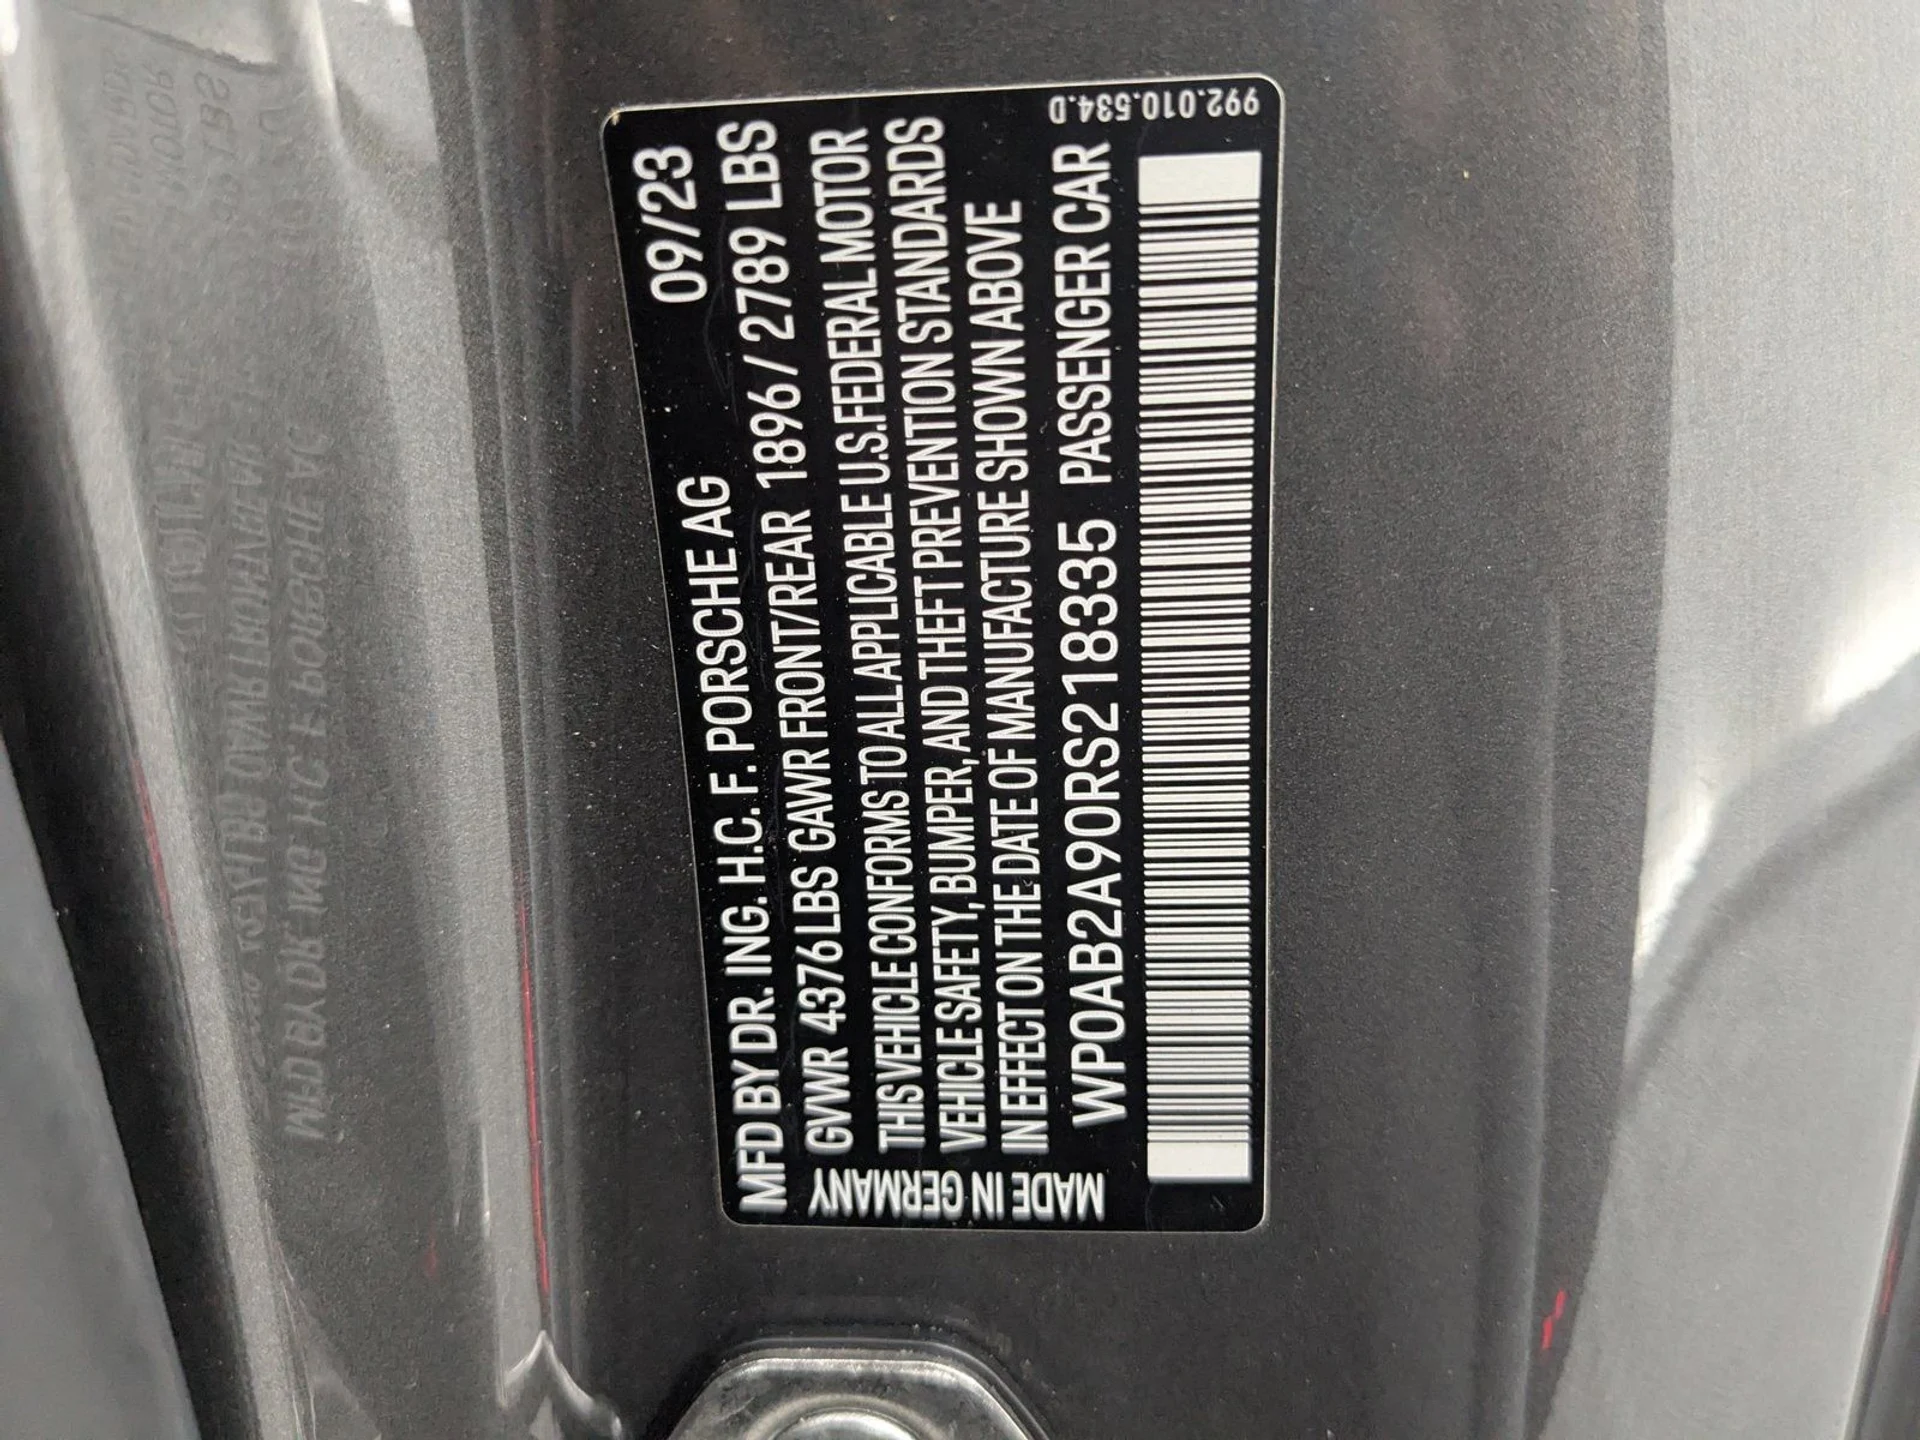 MFD BY DR. ING. H.C. F. PORSCHE AG 09/23
GVWR 4376 LBS GAWR FRONT/REAR 1896 / 2789 LBS
THIS VEHICLE CONFORMS TO ALL APPLICABLE U.S. FEDERAL MOTOR
VEHICLE SAFETY, BUMPER, AND THEFT PREVENTION STANDARDS
IN EFFECT ON THE DATE OF MANUFACTURE SHOWN ABOVE
WP0AB2A90RS218335 PASSENGER CAR
MADE IN GERMANY
992.010.534.D